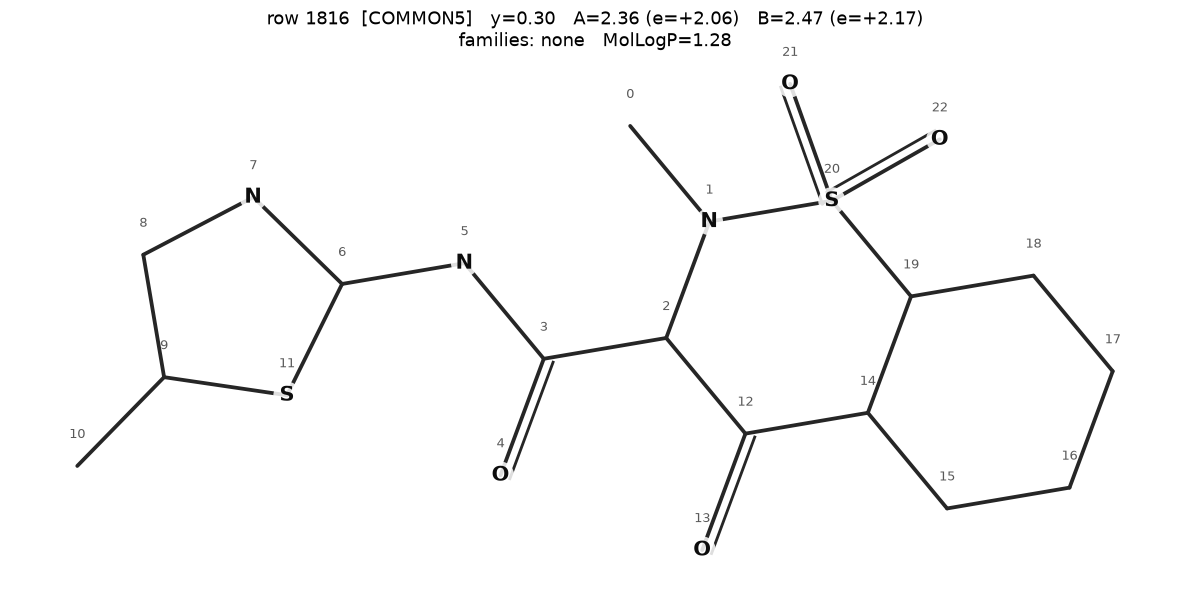 row 1816  [COMMON5]   y=0.30   A=2.36 (e=+2.06)   B=2.47 (e=+2.17)
families: none   MolLogP=1.28
21
O
22
O
0
20
S
7
N
1
N
8
5
N
6
19
18
2
3
17
9
11
S
14
12
10
4
O
16
15
13
O